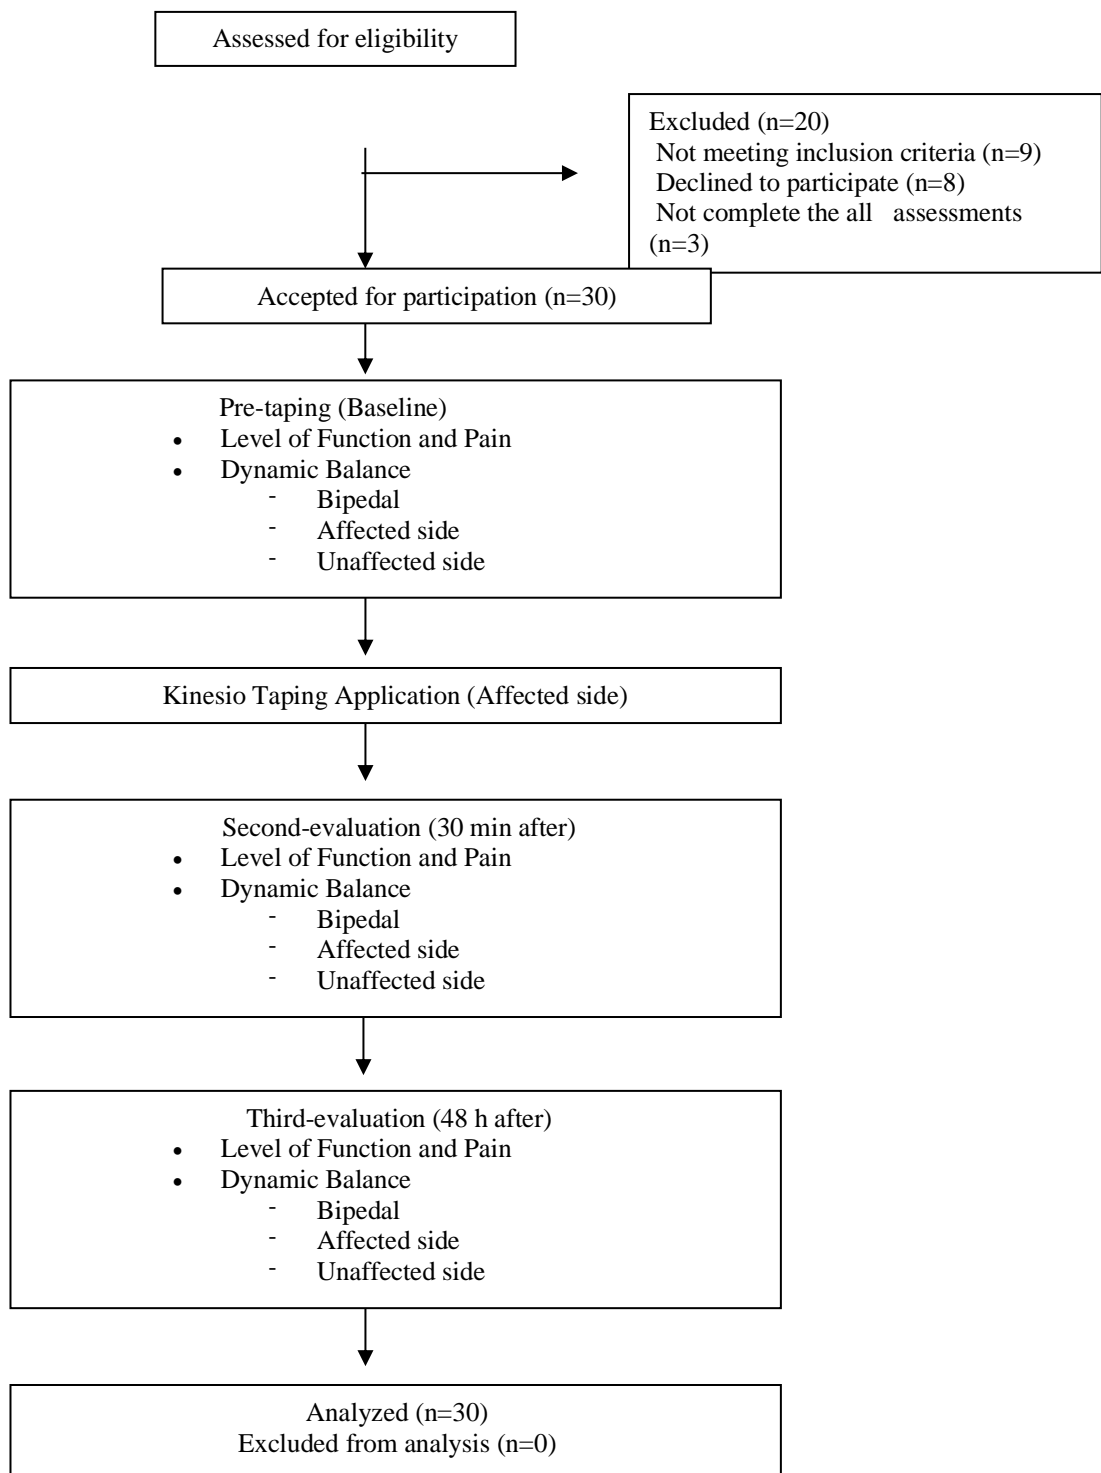 Assessed for eligibility
Excluded (n=20)
Not meeting inclusion criteria (n=9)
Declined to participate (n=8)
Not complete the all assessments
(n=3)
Accepted for participation (n=30)
Pre-taping (Baseline)
• Level of Function and Pain
• Dynamic Balance
- Bipedal
- Affected side
- Unaffected side
Kinesio Taping Application (Affected side)
Second-evaluation (30 min after)
• Level of Function and Pain
• Dynamic Balance
- Bipedal
- Affected side
- Unaffected side
Third-evaluation (48 h after)
• Level of Function and Pain
• Dynamic Balance
- Bipedal
- Affected side
- Unaffected side
Analyzed (n=30)
Excluded from analysis (n=0)